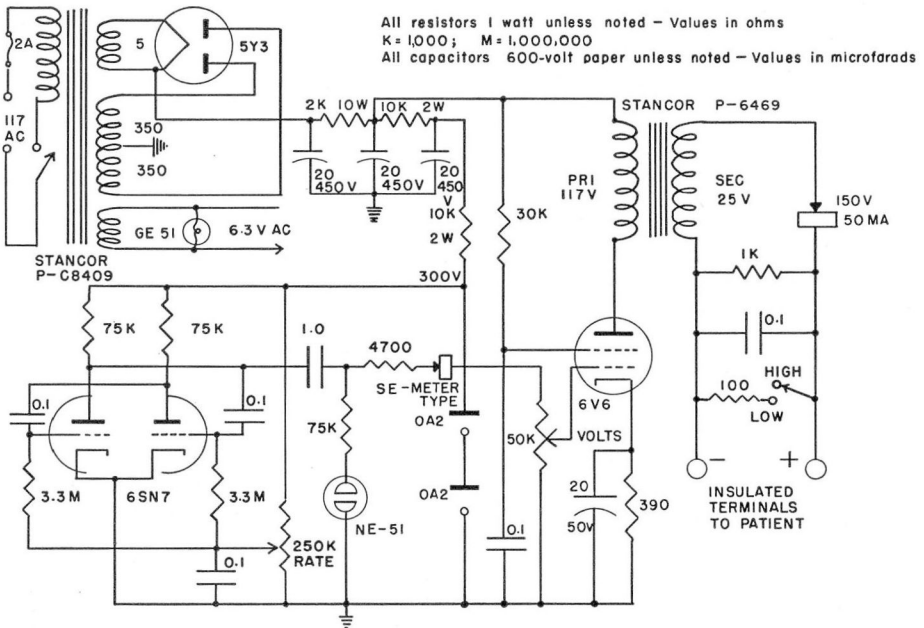 All resistors 1 watt unless noted – Values in ohms
K = 1,000; M = 1,000,000
All capacitors 600-volt paper unless noted – Values in microfarads
2A
5
5Y3
117
AC
350
350
GE 51
6.3 V AC
STANCOR
P-C8409
2K 10W
10K 2W
20
450V
20
450V
20
450
V
10K
2W
300V
30K
STANCOR P-6469
PRI
117V
SEC
25 V
150V
50 MA
1K
0.1
100
HIGH
LOW
– +
INSULATED
TERMINALS
TO PATIENT
75K
75K
1.0
4700
SE-METER
TYPE
0.1
0.1
6SN7
3.3M
3.3M
75K
NE-51
250K
RATE
0.1
0A2
0A2
50K
VOLTS
6V6
0.1
20
50V
390